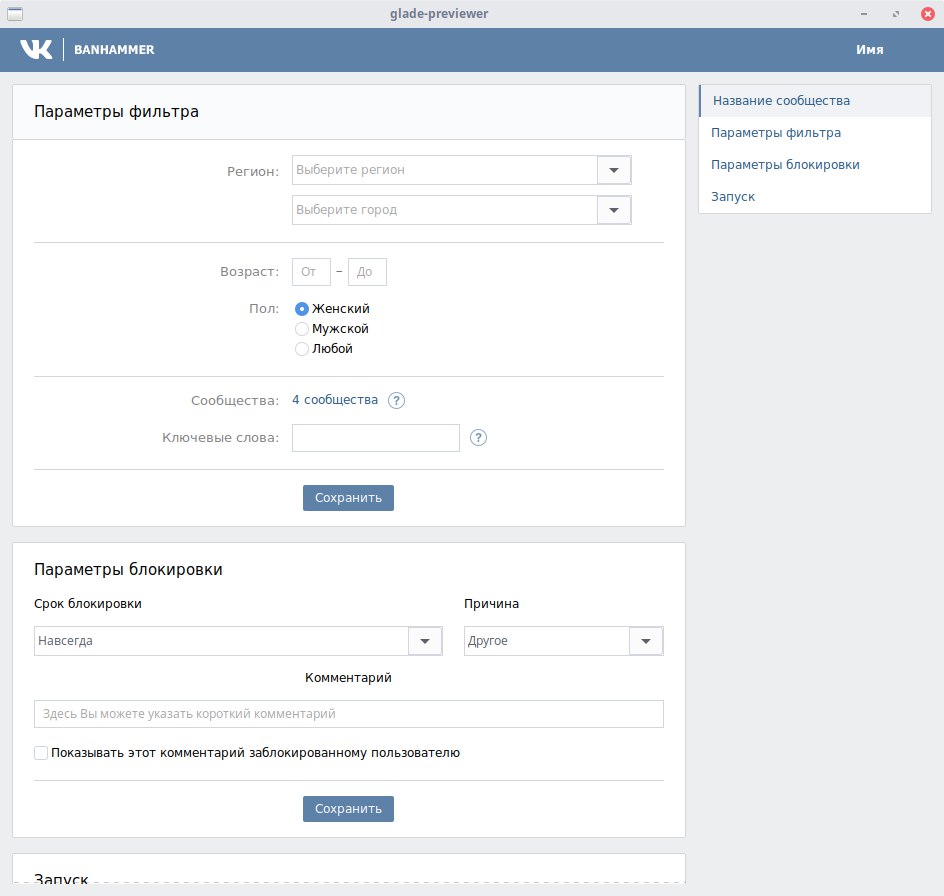 glade-previewer
BANHAMMER
Имя
Параметры фильтра
Регион:
Выберите регион
Выберите город
Возраст:
От
–
До
Пол:
Женский
Мужской
Любой
Сообщества:
4 сообщества
?
Ключевые слова:
?
Сохранить
Параметры блокировки
Срок блокировки
Причина
Навсегда
Другое
Комментарий
Здесь Вы можете указать короткий комментарий
Показывать этот комментарий заблокированному пользователю
Сохранить
Запуск
Название сообщества
Параметры фильтра
Параметры блокировки
Запуск